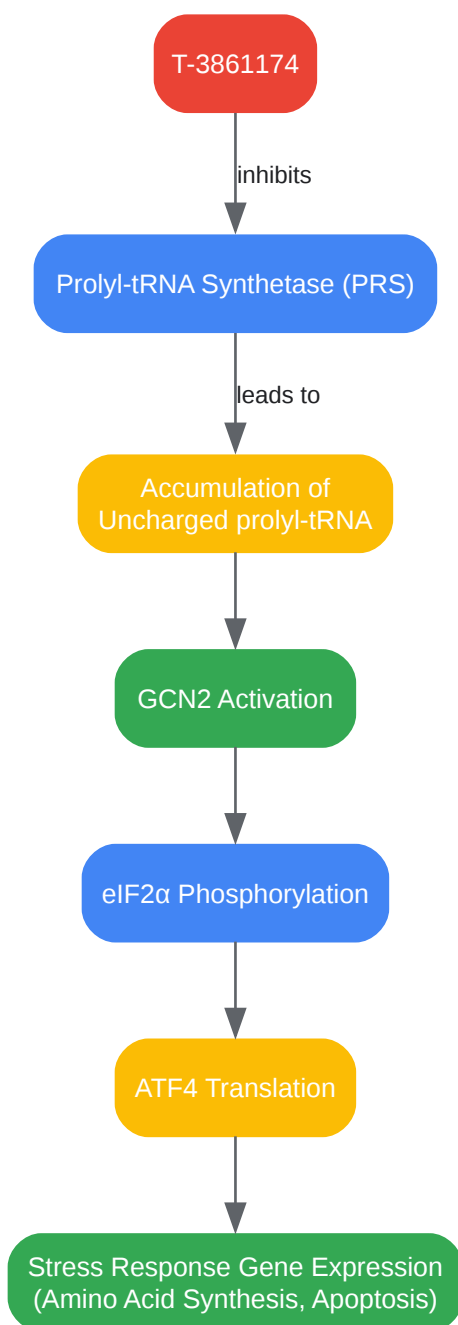 T-3861174
inhibits
Prolyl-tRNA Synthetase (PRS)
leads to
Accumulation of
Uncharged prolyl-tRNA
GCN2 Activation
eIF2α Phosphorylation
ATF4 Translation
Stress Response Gene Expression
(Amino Acid Synthesis, Apoptosis)